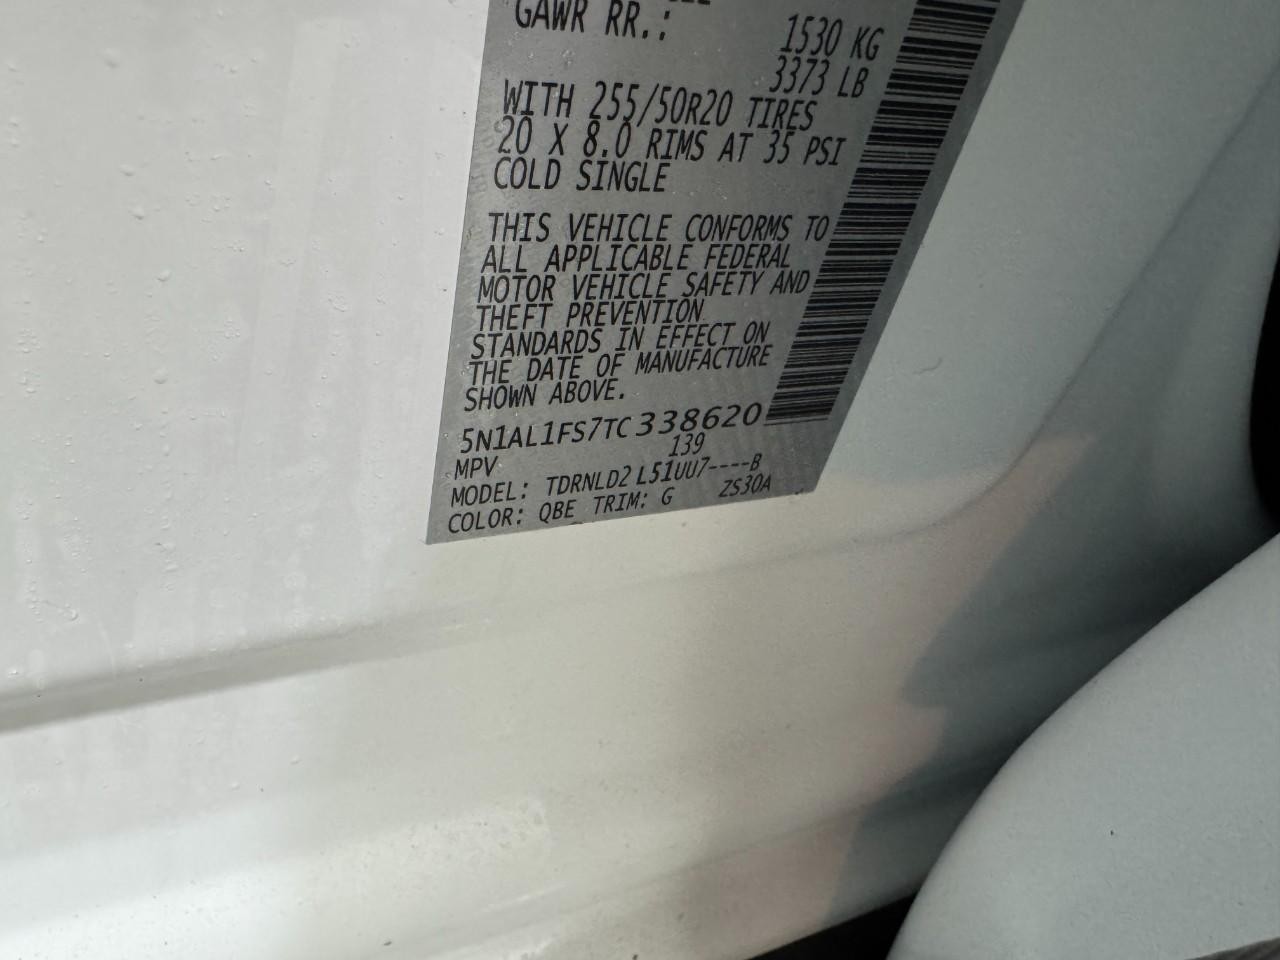 GAWR RR.: 1530 KG
3373 LB
WITH 255/50R20 TIRES
20 X 8.0 RIMS AT 35 PSI
COLD SINGLE
THIS VEHICLE CONFORMS TO
ALL APPLICABLE FEDERAL
MOTOR VEHICLE SAFETY AND
THEFT PREVENTION
STANDARDS IN EFFECT ON
THE DATE OF MANUFACTURE
SHOWN ABOVE.
5N1AL1FS7TC338620
MPV 139
MODEL: TDRNLD2 L51UU7----B
COLOR: QBE TRIM: G ZS30A